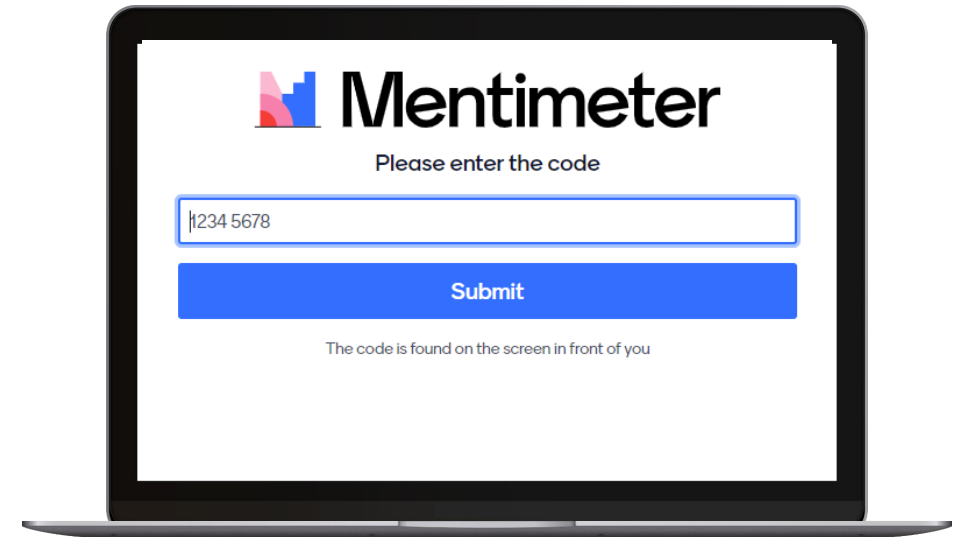 Mentimeter
Please enter the code
1234 5678
Submit
The code is found on the screen in front of you